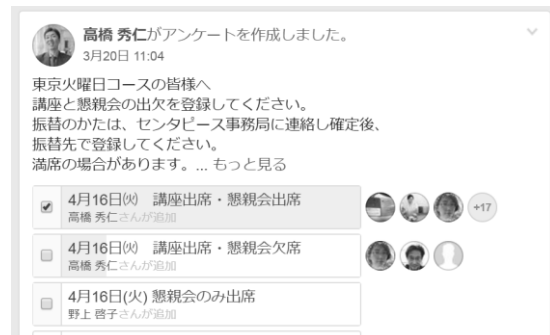 高橋 秀仁がアンケートを作成しました。
3月20日 11:04
東京火曜日コースの皆様へ
講座と懇親会の出欠を登録してください。
振替のかたは、センタピース事務局に連絡し確定後、
振替先で登録してください。
満席の場合があります。... もっと見る
4月16日㈫ 講座出席・懇親会出席
高橋 秀仁さんが追加
+17
4月16日㈫ 講座出席・懇親会欠席
高橋 秀仁さんが追加
4月16日(火) 懇親会のみ出席
野上 啓子さんが追加